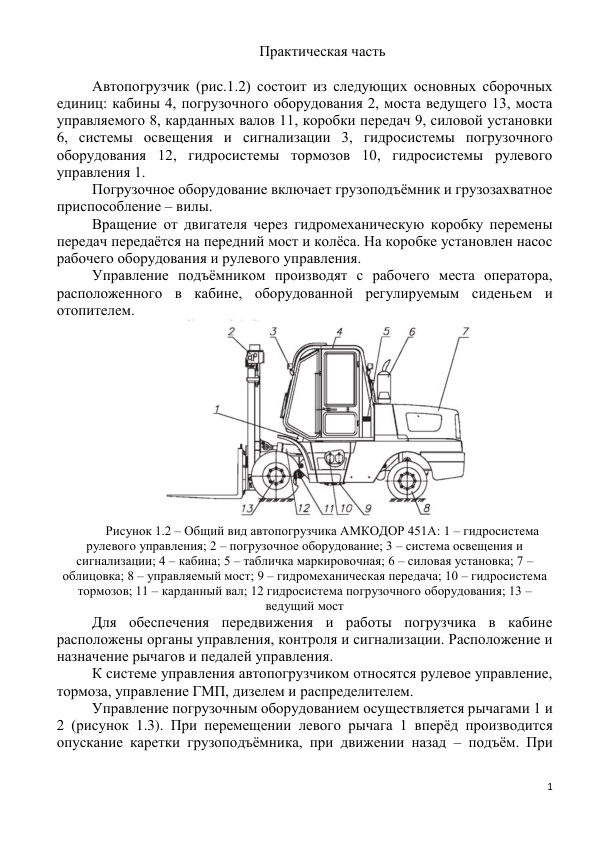 Практическая часть
Автопогрузчик (рис.1.2) состоит из следующих основных сборочных
единиц: кабины 4, погрузочного оборудования 2, моста ведущего 13, моста
управляемого 8, карданных валов 11, коробки передач 9, силовой установки
6, системы освещения и сигнализации 3, гидросистемы погрузочного
оборудования 12, гидросистемы тормозов 10, гидросистемы рулевого
управления 1.
Погрузочное оборудование включает грузоподъёмник и грузозахватное
приспособление – вилы.
Вращение от двигателя через гидромеханическую коробку перемены
передач передаётся на передний мост и колёса. На коробке установлен насос
рабочего оборудования и рулевого управления.
Управление подъёмником производят с рабочего места оператора,
расположенного в кабине, оборудованной регулируемым сиденьем и
отопителем.
2 3 4 5 6 7
1
13 12 11 10 9 8
Рисунок 1.2 – Общий вид автопогрузчика АМКОДОР 451А: 1 – гидросистема
рулевого управления; 2 – погрузочное оборудование; 3 – система освещения и
сигнализации; 4 – кабина; 5 – табличка маркировочная; 6 – силовая установка; 7 –
облицовка; 8 – управляемый мост; 9 – гидромеханическая передача; 10 – гидросистема
тормозов; 11 – карданный вал; 12 гидросистема погрузочного оборудования; 13 –
ведущий мост
Для обеспечения передвижения и работы погрузчика в кабине
расположены органы управления, контроля и сигнализации. Расположение и
назначение рычагов и педалей управления.
К системе управления автопогрузчиком относятся рулевое управление,
тормоза, управление ГМП, дизелем и распределителем.
Управление погрузочным оборудованием осуществляется рычагами 1 и
2 (рисунок 1.3). При перемещении левого рычага 1 вперёд производится
опускание каретки грузоподъёмника, при движении назад – подъём. При
1